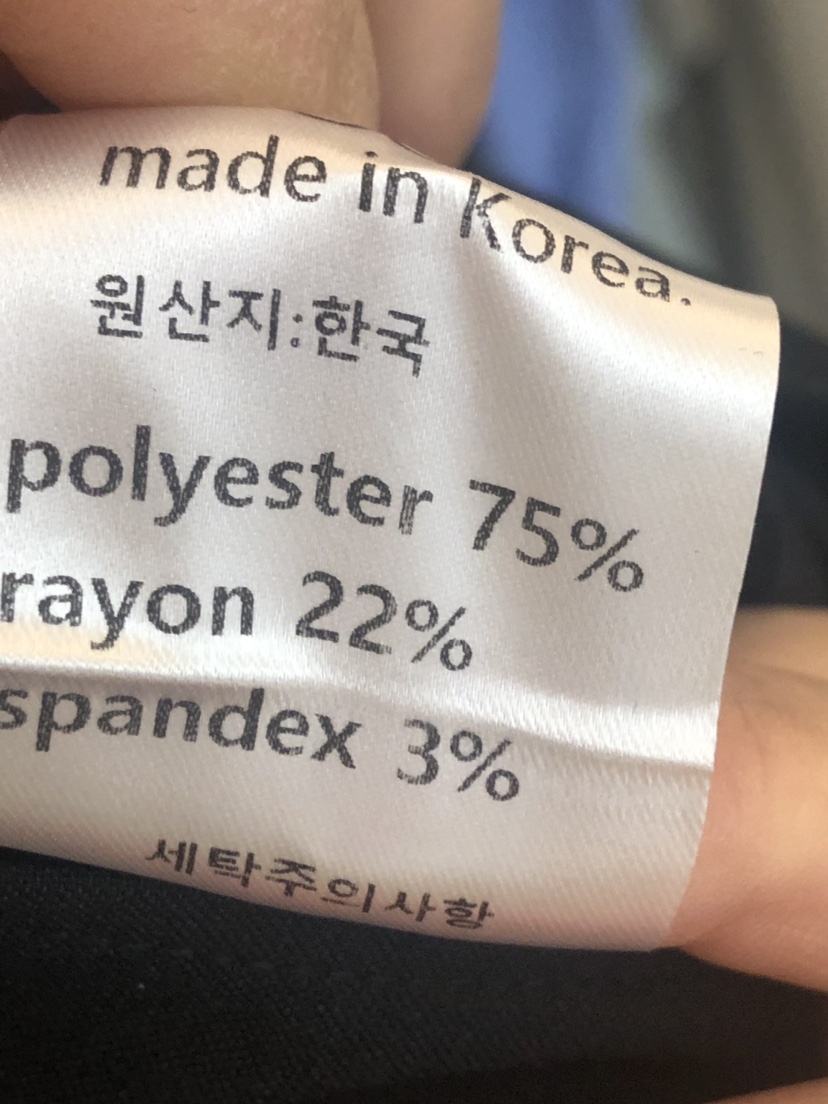 made in Korea.
원산지:한국
polyester 75%
rayon 22%
spandex 3%
세탁주의사항